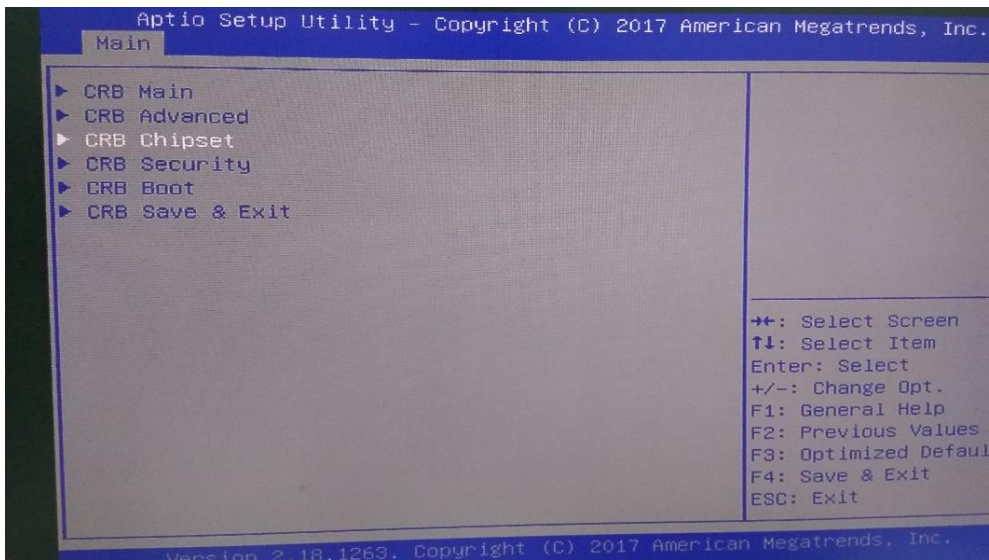 Aptio Setup Utility – Copyright (C) 2017 American Megatrends, Inc.
Main
CRB Main
CRB Advanced
CRB Chipset
CRB Security
CRB Boot
CRB Save & Exit
→←: Select Screen
↑↓: Select Item
Enter: Select
+/-: Change Opt.
F1: General Help
F2: Previous Values
F3: Optimized Defaul
F4: Save & Exit
ESC: Exit
Version 2.18.1263. Copyright (C) 2017 American Megatrends, Inc.